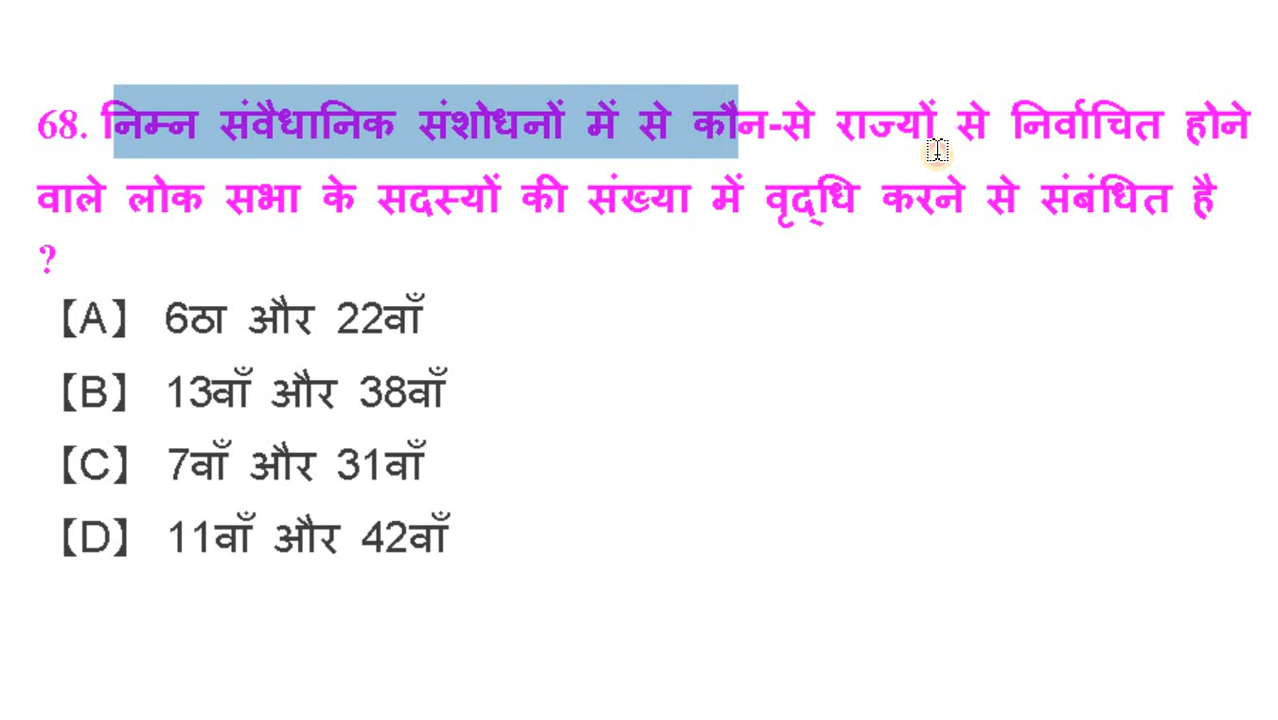 68. निम्न संवैधानिक संशोधनों में से कौन-से राज्यों से निर्वाचित होने
वाले लोक सभा के सदस्यों की संख्या में वृद्‌धि करने से संबंधित है
?
【A】 6ठा और 22वाँ
【B】 13वाँ और 38वाँ
【C】 7वाँ और 31वाँ
【D】 11वाँ और 42वाँ